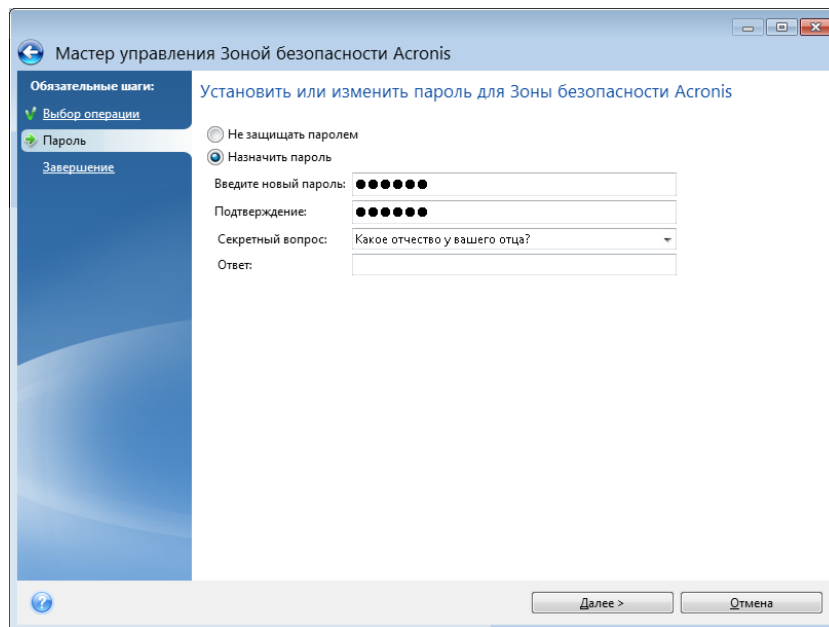 Мастер управления Зоной безопасности Acronis
Обязательные шаги:
Выбор операции
Пароль
Завершение
Установить или изменить пароль для Зоны безопасности Acronis
Не защищать паролем
Назначить пароль
Введите новый пароль: ●●●●●●
Подтверждение: ●●●●●●
Секретный вопрос: Какое отчество у вашего отца?
Ответ:
Далее >
Отмена